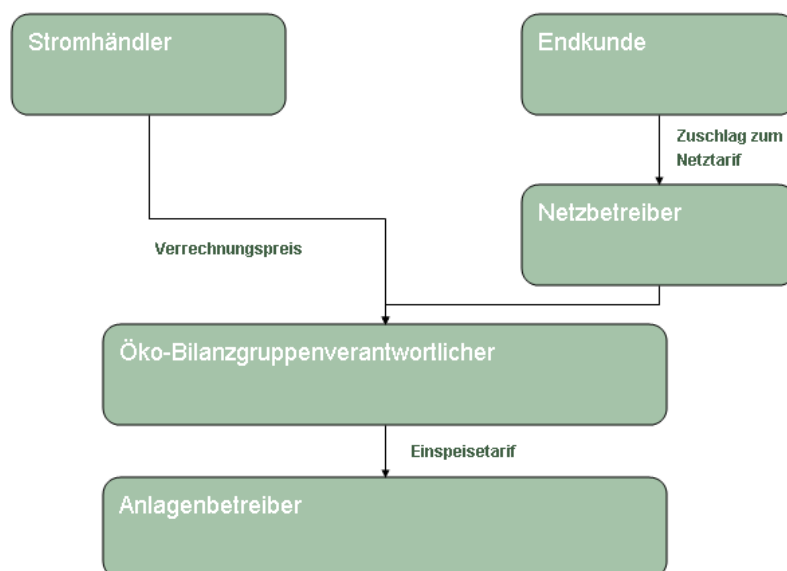 Stromhändler
Endkunde
Zuschlag zum
Netztarif
Netzbetreiber
Verrechnungspreis
Öko-Bilanzgruppenverantwortlicher
Einspeisetarif
Anlagenbetreiber